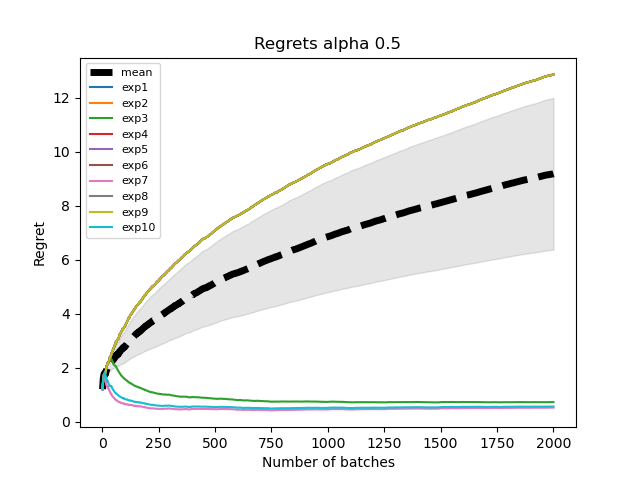 Regrets alpha 0.5
mean
exp1
exp2
exp3
exp4
exp5
exp6
exp7
exp8
exp9
exp10
Regret
12
10
8
6
4
2
0
0
250
500
750
1000
1250
1500
1750
2000
Number of batches